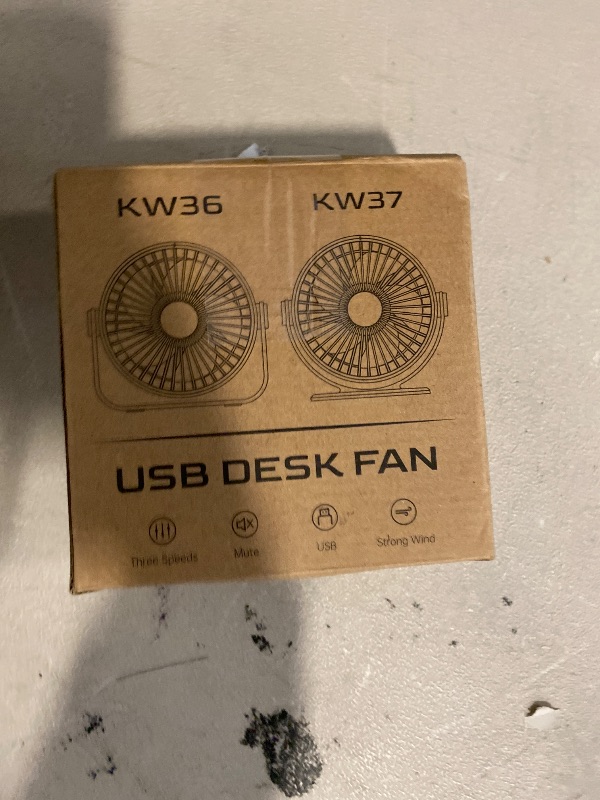 KW36 KW37
USB DESK FAN
Three Speeds Mute USB Strong Wind